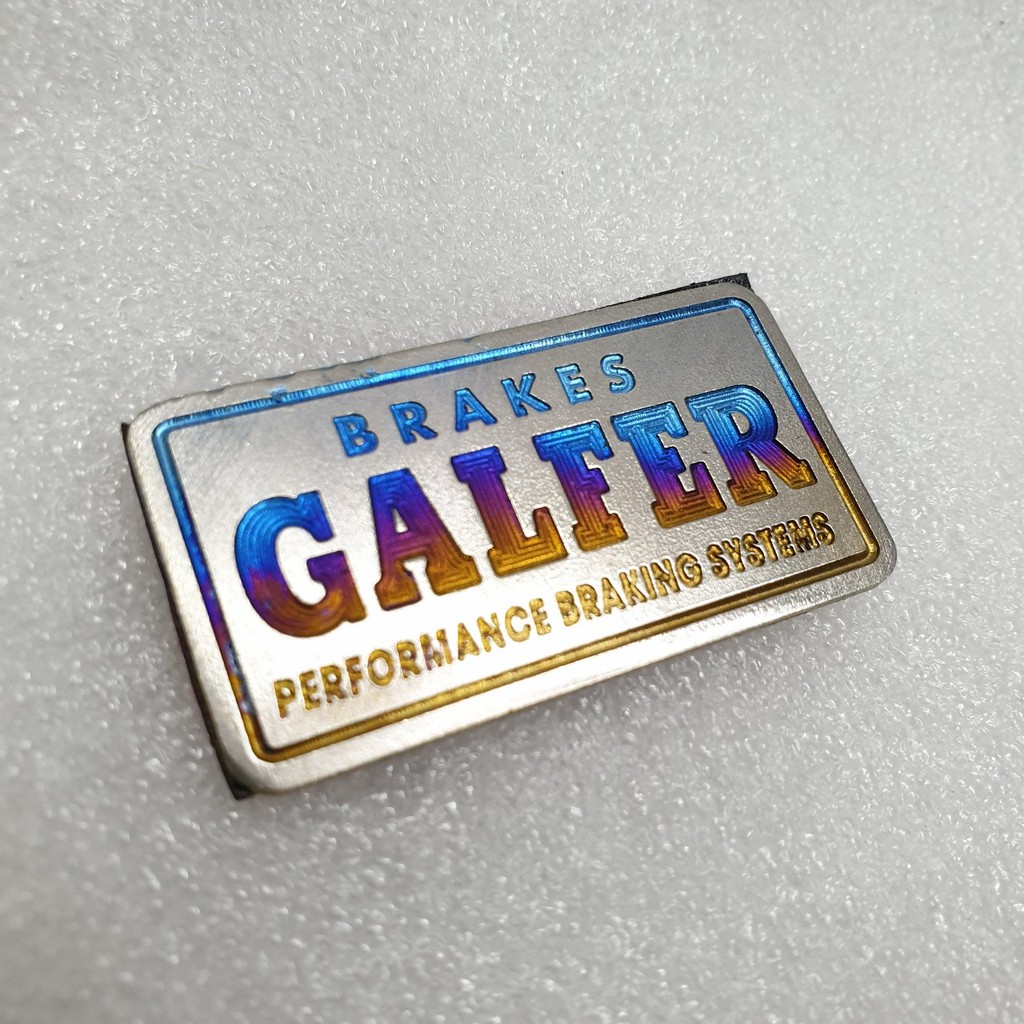 BRAKES
GALFER
PERFORMANCE BRAKING SYSTEMS